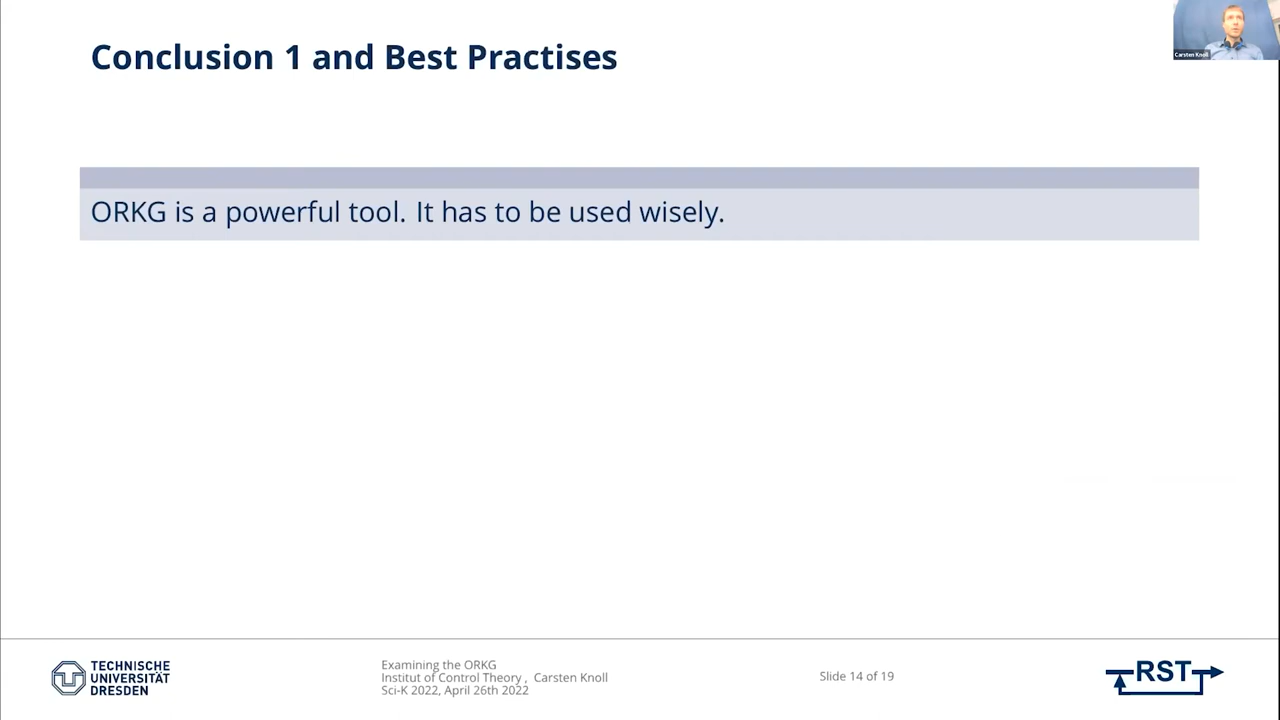 Conclusion 1 and Best Practises
Carsten Knoll
ORKG is a powerful tool. It has to be used wisely.
TECHNISCHE
UNIVERSITÄT
DRESDEN
Examining the ORKG
Institut of Control Theory , Carsten Knoll
Sci-K 2022, April 26th 2022
Slide 14 of 19
RST